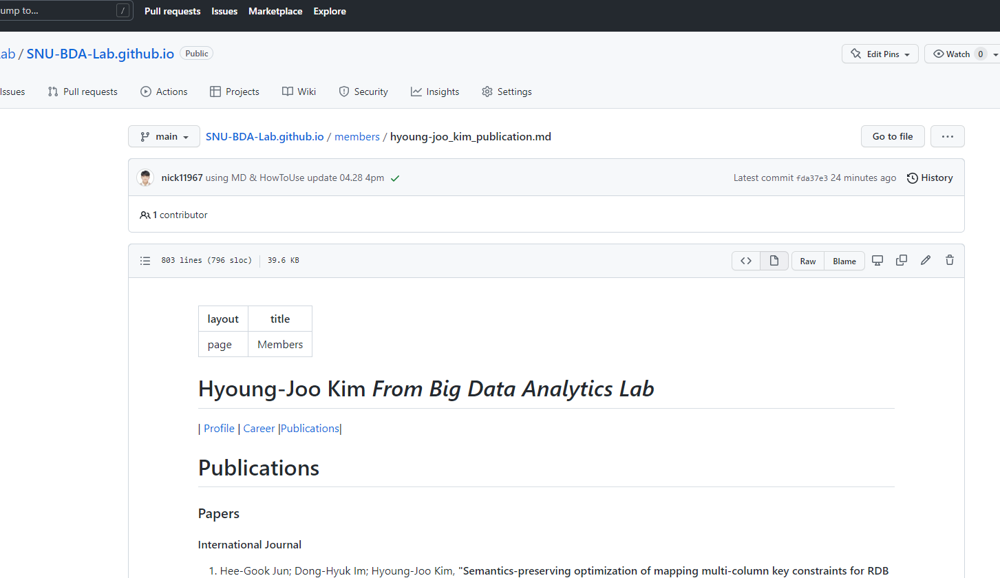 ump to...
/
Pull requests Issues Marketplace Explore
ab / SNU-BDA-Lab.github.io Public
Edit Pins Watch 0
Issues Pull requests Actions Projects Wiki Security Insights Settings
main SNU-BDA-Lab.github.io / members / hyoung-joo_kim_publication.md
Go to file ...
nick11967 using MD & HowToUse update 04.28 4pm
Latest commit fda37e3 24 minutes ago History
1 contributor
803 lines (796 sloc) 39.6 KB
Raw Blame
layout title
page Members
Hyoung-Joo Kim From Big Data Analytics Lab
| Profile | Career |Publications|
Publications
Papers
International Journal
1. Hee-Gook Jun; Dong-Hyuk Im; Hyoung-Joo Kim, "Semantics-preserving optimization of mapping multi-column key constraints for RDB